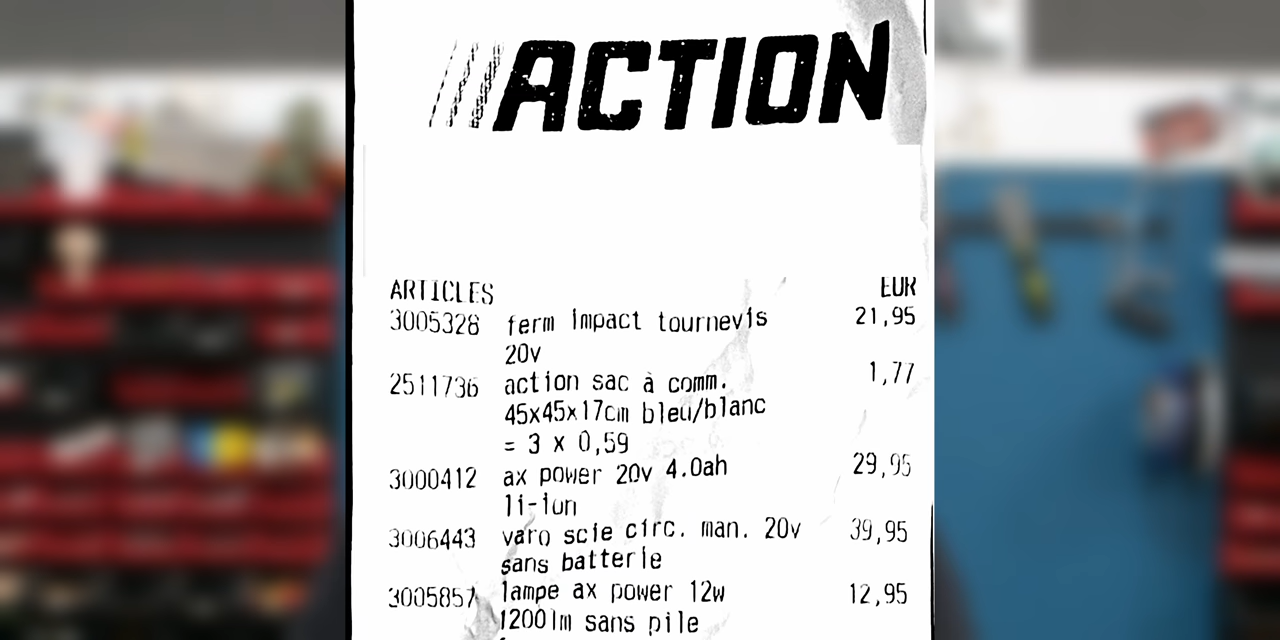 ACTION
ARTICLES EUR
3005328 ferm impact tournevis 21,95
20v
2511736 action sac à comm. 1,77
45x45x17cm bleu/blanc
= 3 x 0,59
3000412 ax power 20v 4.0ah 29,95
li-ion
3006443 varo scie circ. man. 20v 39,95
sans batterie
3005857 lampe ax power 12w 12,95
1200lm sans pile